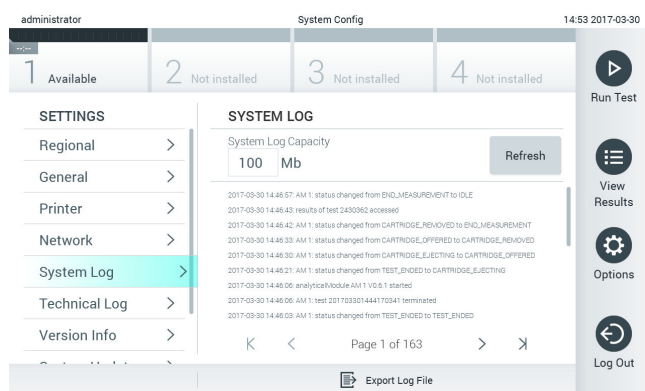 administrator System Config 14:53 2017-03-30
--:--
1 Available 2 Not installed 3 Not installed 4 Not installed
Run Test
SETTINGS
Regional
General
Printer
Network
System Log
Technical Log
Version Info
SYSTEM LOG
System Log Capacity
100 Mb
Refresh
2017-03-30 14:46:57: AM 1: status changed from END_MEASUREMENT to IDLE
2017-03-30 14:46:43: results of test 2430362 accessed
2017-03-30 14:46:42: AM 1: status changed from CARTRIDGE_REMOVED to END_MEASUREMENT
2017-03-30 14:46:33: AM 1: status changed from CARTRIDGE_OFFERED to CARTRIDGE_REMOVED
2017-03-30 14:46:30: AM 1: status changed from CARTRIDGE_EJECTING to CARTRIDGE_OFFERED
2017-03-30 14:46:21: AM 1: status changed from TEST_ENDED to CARTRIDGE_EJECTING
2017-03-30 14:46:06: analyticalModule AM 1 V0.6.1 started
2017-03-30 14:46:06: AM 1: test 201703301444170341 terminated
2017-03-30 14:46:03: AM 1: status changed from TEST_ENDED to TEST_ENDED
Page 1 of 163
Export Log File
View
Results
Options
Log Out